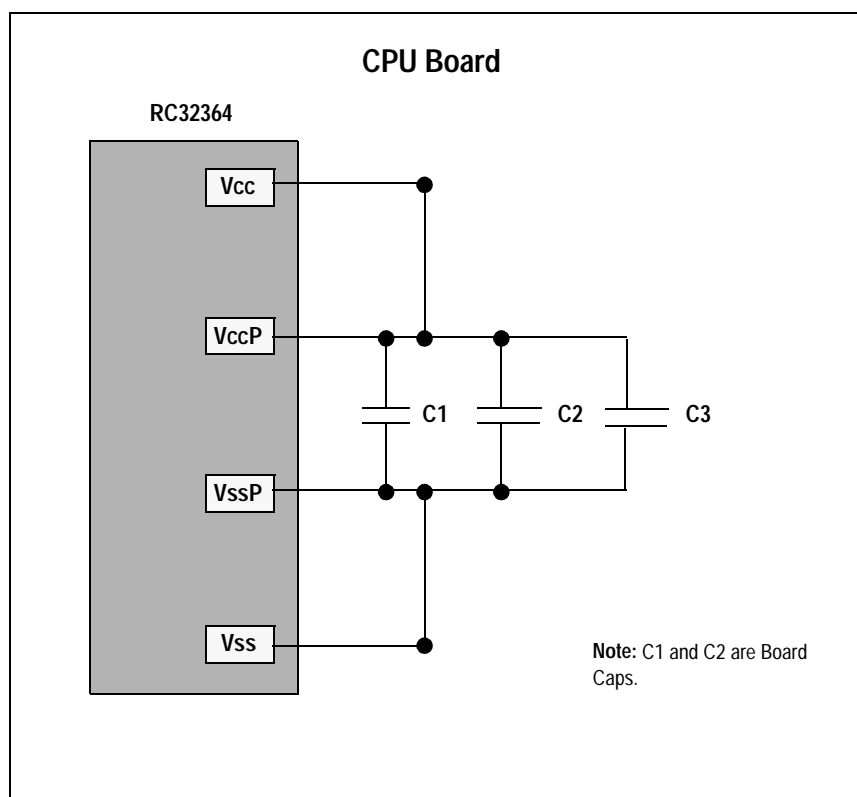 CPU Board
RC32364
Vcc
VccP
C1
C2
C3
VssP
Vss
Note: C1 and C2 are Board
Caps.